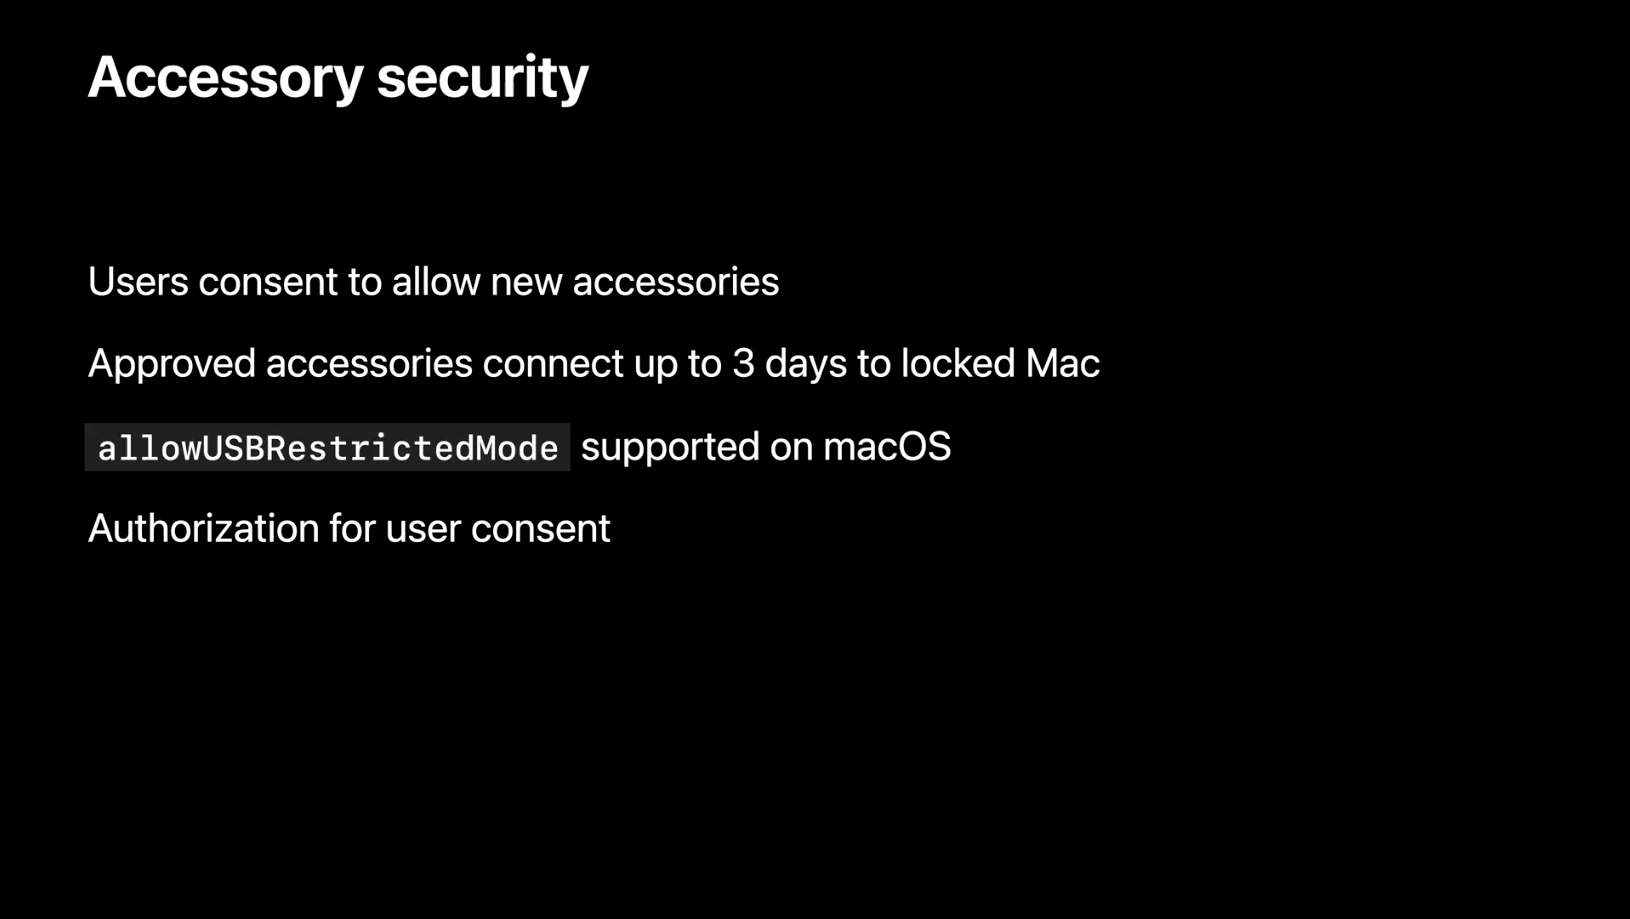 Accessory security
Users consent to allow new accessories
Approved accessories connect up to 3 days to locked Mac
allowUSBRestrictedMode supported on macOS
Authorization for user consent